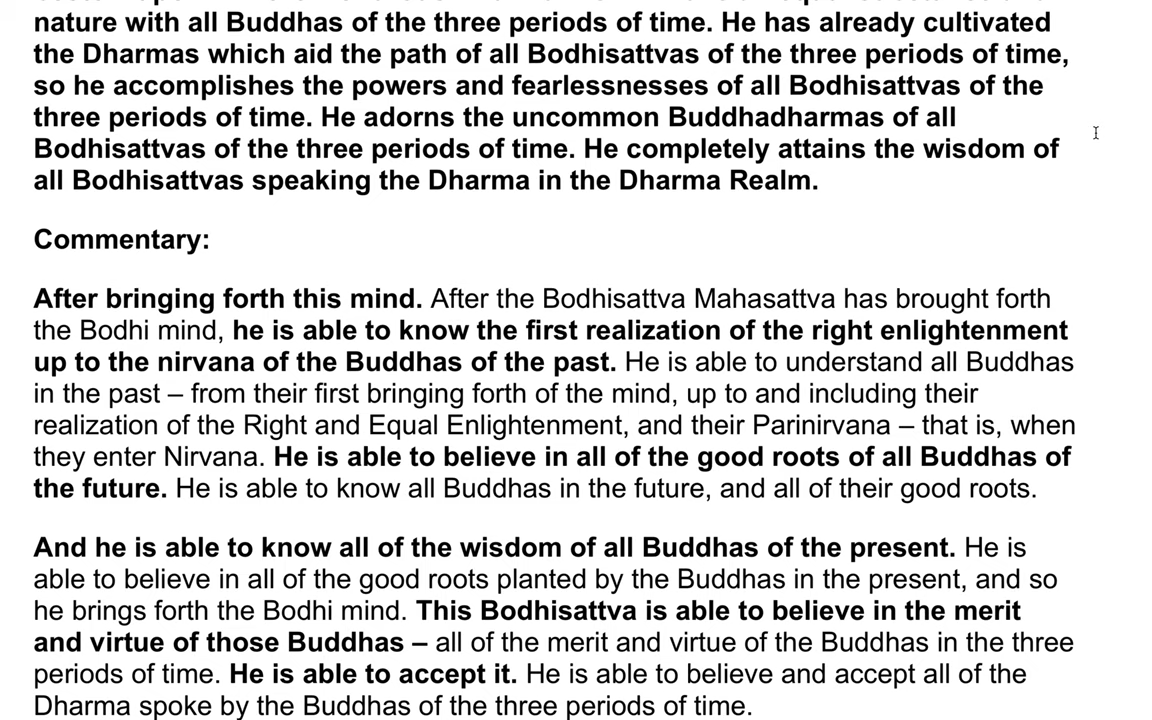 nature with all Buddhas of the three periods of time. He has already cultivated
the Dharmas which aid the path of all Bodhisattvas of the three periods of time,
so he accomplishes the powers and fearlessnesses of all Bodhisattvas of the
three periods of time. He adorns the uncommon Buddhadharmas of all
Bodhisattvas of the three periods of time. He completely attains the wisdom of
all Bodhisattvas speaking the Dharma in the Dharma Realm.
Commentary:
After bringing forth this mind. After the Bodhisattva Mahasattva has brought forth
the Bodhi mind, he is able to know the first realization of the right enlightenment
up to the nirvana of the Buddhas of the past. He is able to understand all Buddhas
in the past – from their first bringing forth of the mind, up to and including their
realization of the Right and Equal Enlightenment, and their Parinirvana – that is, when
they enter Nirvana. He is able to believe in all of the good roots of all Buddhas of
the future. He is able to know all Buddhas in the future, and all of their good roots.
And he is able to know all of the wisdom of all Buddhas of the present. He is
able to believe in all of the good roots planted by the Buddhas in the present, and so
he brings forth the Bodhi mind. This Bodhisattva is able to believe in the merit
and virtue of those Buddhas – all of the merit and virtue of the Buddhas in the three
periods of time. He is able to accept it. He is able to believe and accept all of the
Dharma spoke by the Buddhas of the three periods of time.